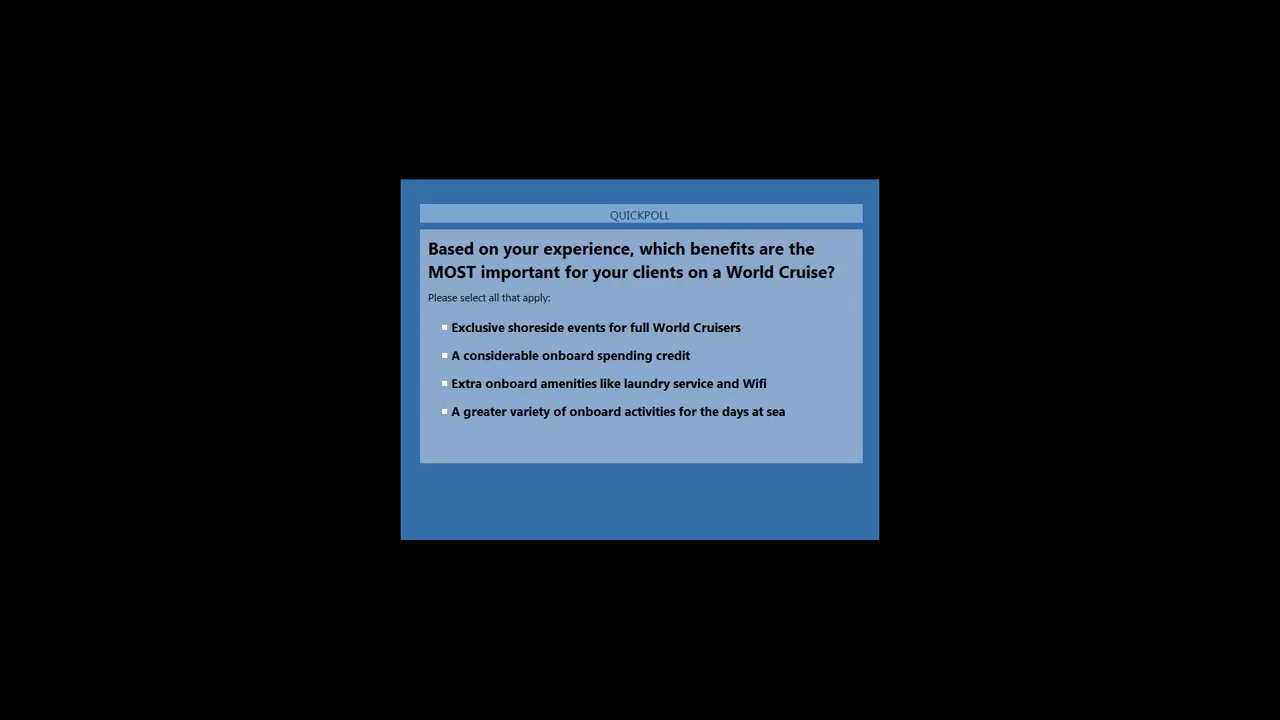 QUICKPOLL
Based on your experience, which benefits are the
MOST important for your clients on a World Cruise?
Please select all that apply:
Exclusive shoreside events for full World Cruisers
A considerable onboard spending credit
Extra onboard amenities like laundry service and Wifi
A greater variety of onboard activities for the days at sea